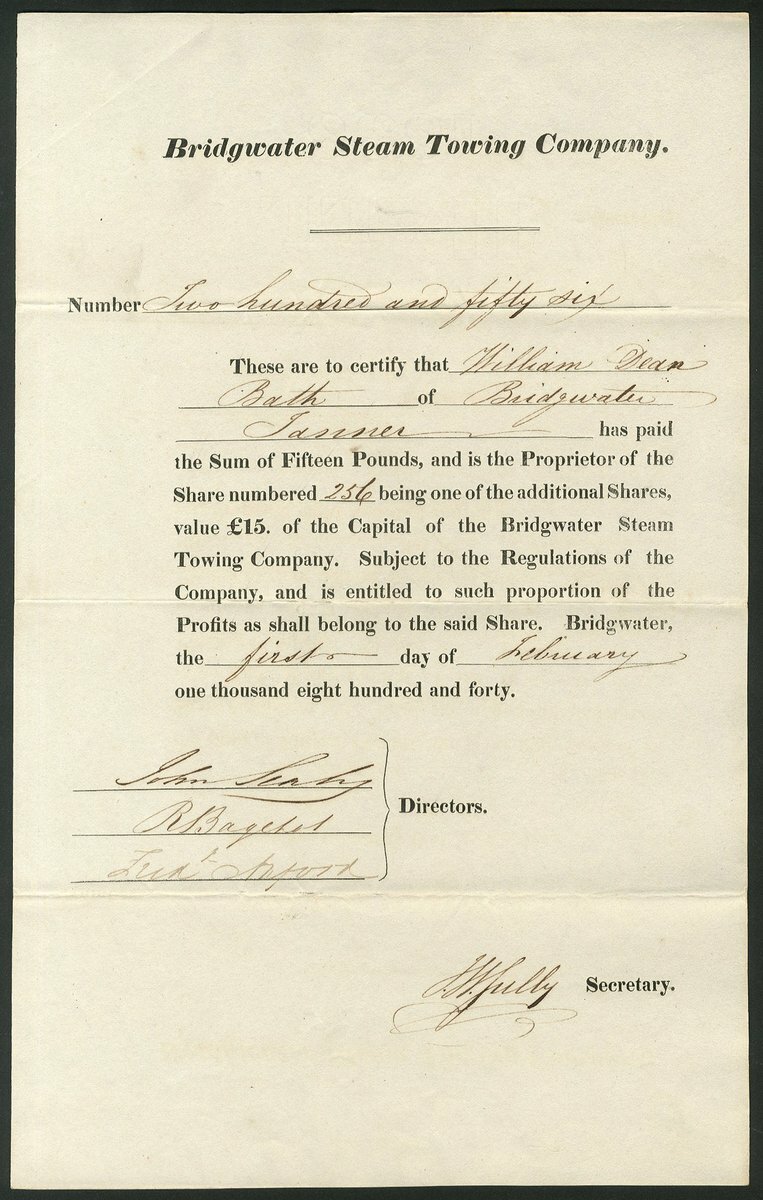 Bridgwater Steam Towing Company.
Number Two hundred and fifty six
These are to certify that William Dean
Bath of Bridgwater
Tanner has paid
the Sum of Fifteen Pounds, and is the Proprietor of the
Share numbered 256 being one of the additional Shares,
value £15. of the Capital of the Bridgwater Steam
Towing Company. Subject to the Regulations of the
Company, and is entitled to such proportion of the
Profits as shall belong to the said Share. Bridgwater,
the first day of February
one thousand eight hundred and forty.
John
R Bagehot
Directors.
Fredk Axford
Secretary.